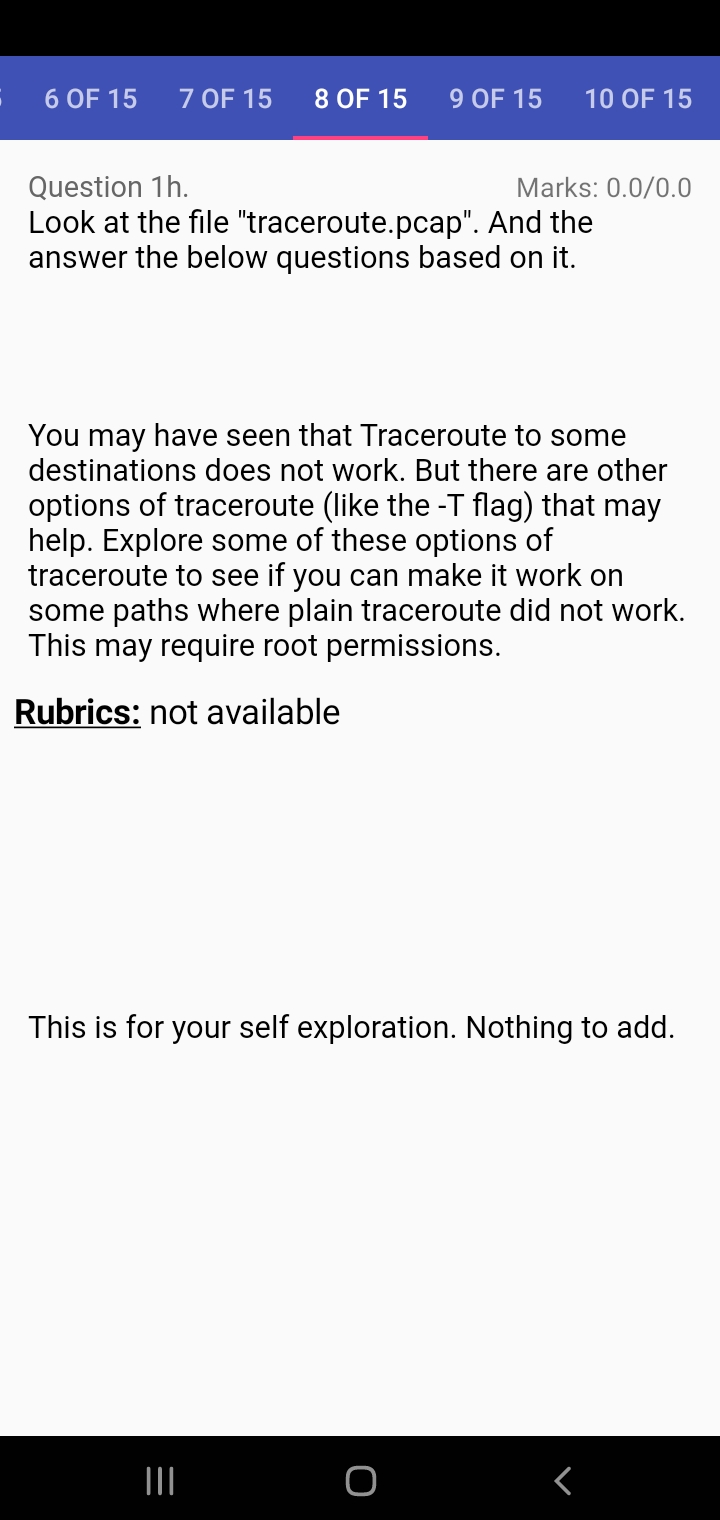 6 OF 15 7 OF 15 8 OF 15 9 OF 15 10 OF 15
Question 1h. Marks: 0.0/0.0
Look at the file "traceroute.pcap". And the
answer the below questions based on it.
You may have seen that Traceroute to some
destinations does not work. But there are other
options of traceroute (like the -T flag) that may
help. Explore some of these options of
traceroute to see if you can make it work on
some paths where plain traceroute did not work.
This may require root permissions.
Rubrics: not available
This is for your self exploration. Nothing to add.